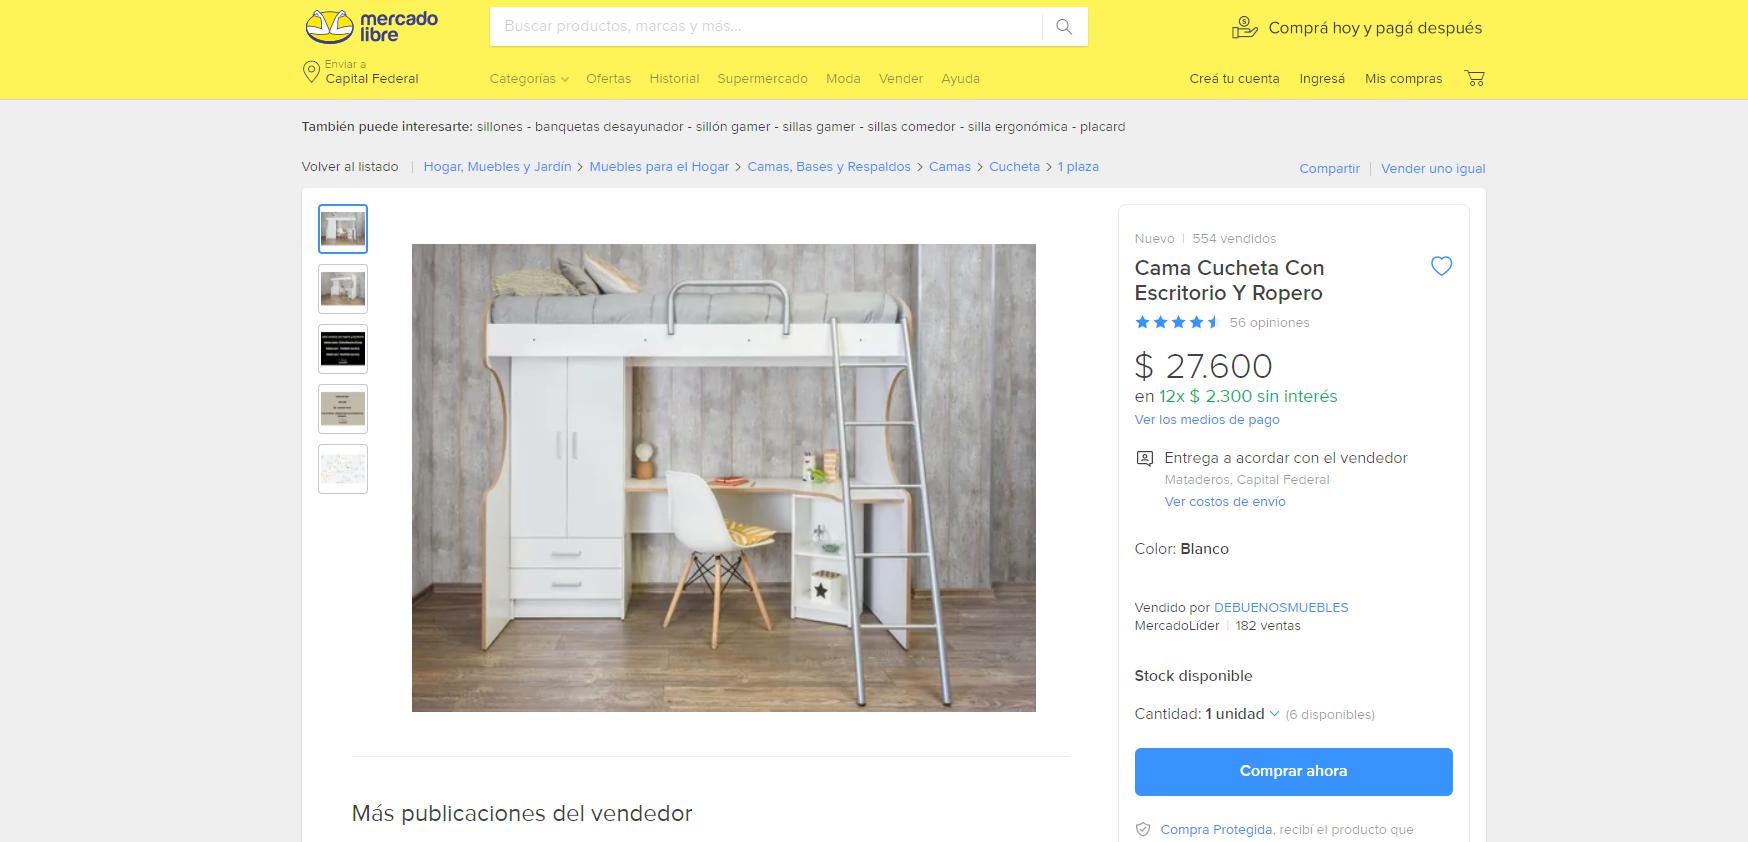 mercado
libre
Buscar productos, marcas y más...
Comprá hoy y pagá después
Enviar a
Capital Federal
Categorías Ofertas Historial Supermercado Moda Vender Ayuda
Creá tu cuenta Ingresá Mis compras
También puede interesarte: sillones - banquetas desayunador - sillón gamer - sillas gamer - sillas comedor - silla ergonómica - placard
Volver al listado | Hogar, Muebles y Jardín > Muebles para el Hogar > Camas, Bases y Respaldos > Camas > Cucheta > 1 plaza
Compartir | Vender uno igual
Nuevo | 554 vendidos
Cama Cucheta Con
Escritorio Y Ropero
56 opiniones
$ 27.600
en 12x $ 2.300 sin interés
Ver los medios de pago
Entrega a acordar con el vendedor
Mataderos, Capital Federal
Ver costos de envío
Color: Blanco
Vendido por DEBUENOSMUEBLES
MercadoLíder | 182 ventas
Stock disponible
Cantidad: 1 unidad (6 disponibles)
Comprar ahora
Compra Protegida, recibí el producto que
Más publicaciones del vendedor